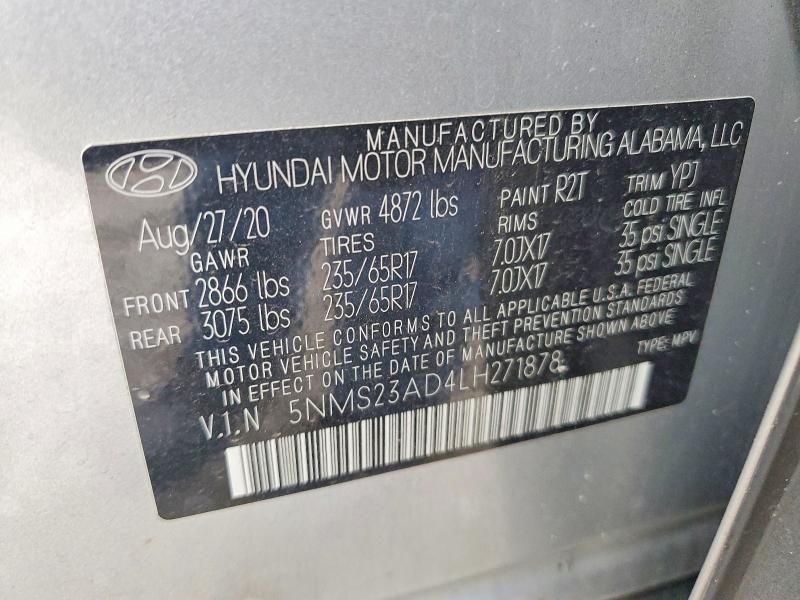 MANUFACTURED BY
HYUNDAI MOTOR MANUFACTURING ALABAMA, LLC
Aug/27/20 GVWR 4872 lbs PAINT R2T TRIM YPJ
GAWR TIRES RIMS COLD TIRE INFL
FRONT 2866 lbs 235/65R17 7.0JX17 35 psi SINGLE
REAR 3075 lbs 235/65R17 7.0JX17 35 psi SINGLE
THIS VEHICLE CONFORMS TO ALL APPLICABLE U.S.A. FEDERAL
MOTOR VEHICLE SAFETY AND THEFT PREVENTION STANDARDS
IN EFFECT ON THE DATE OF MANUFACTURE SHOWN ABOVE
V.I.N 5NMS23AD4LH271878 TYPE: MPV